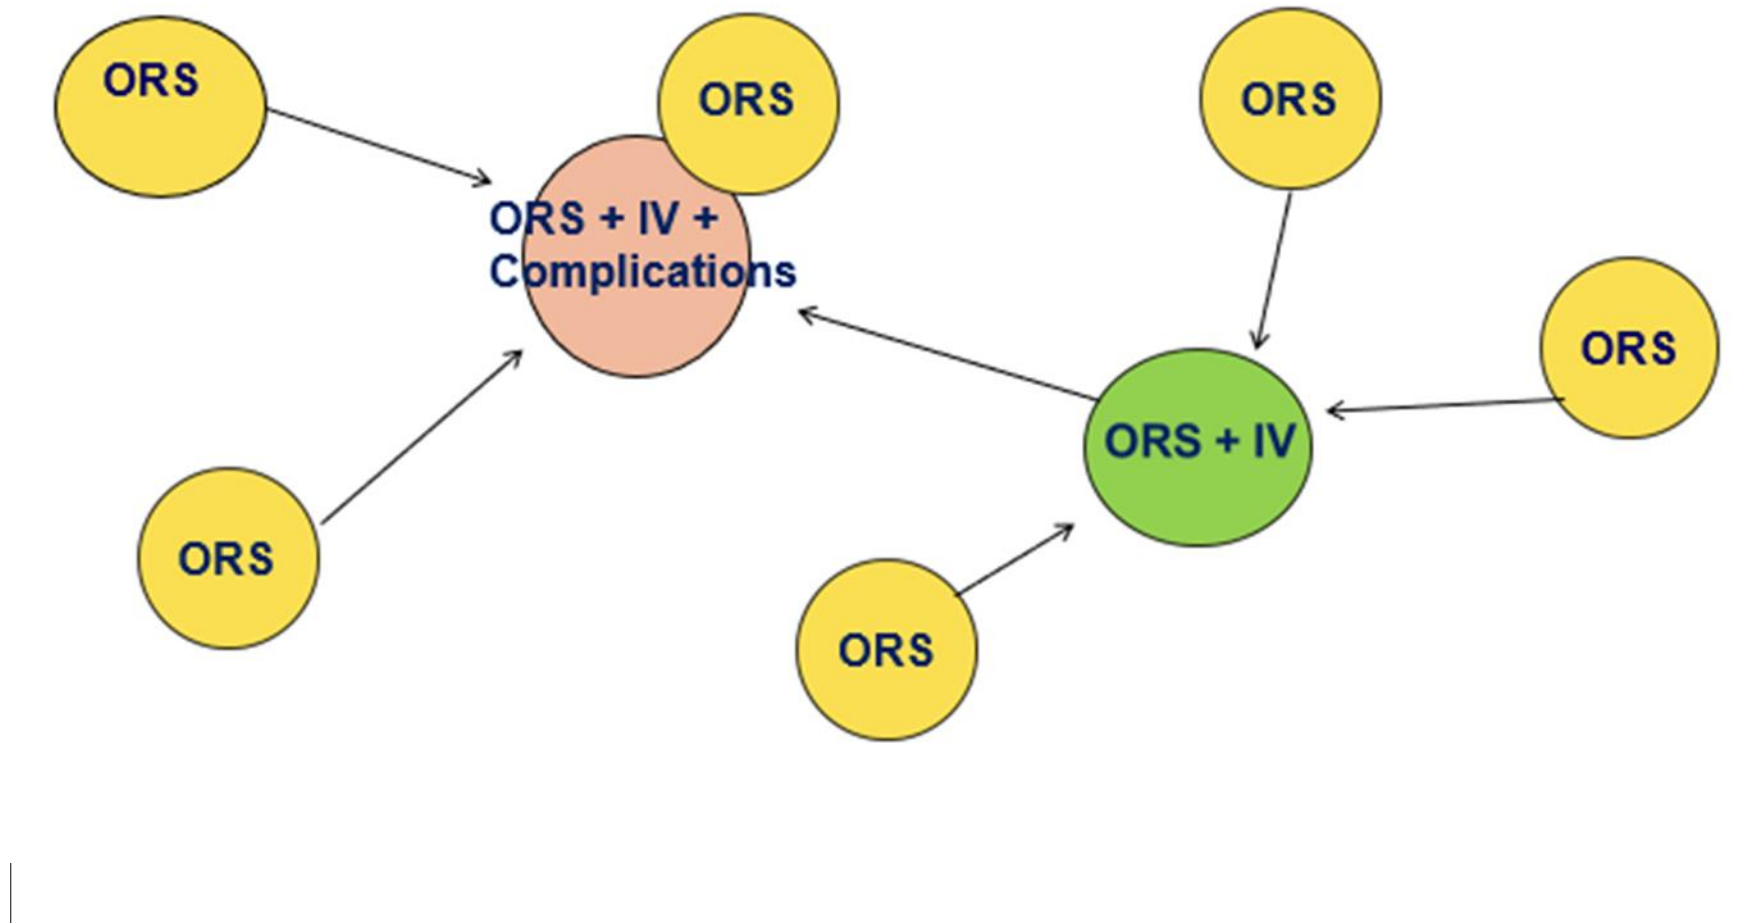 ORS
ORS
ORS
ORS + IV +
Complications
ORS
ORS + IV
ORS
ORS